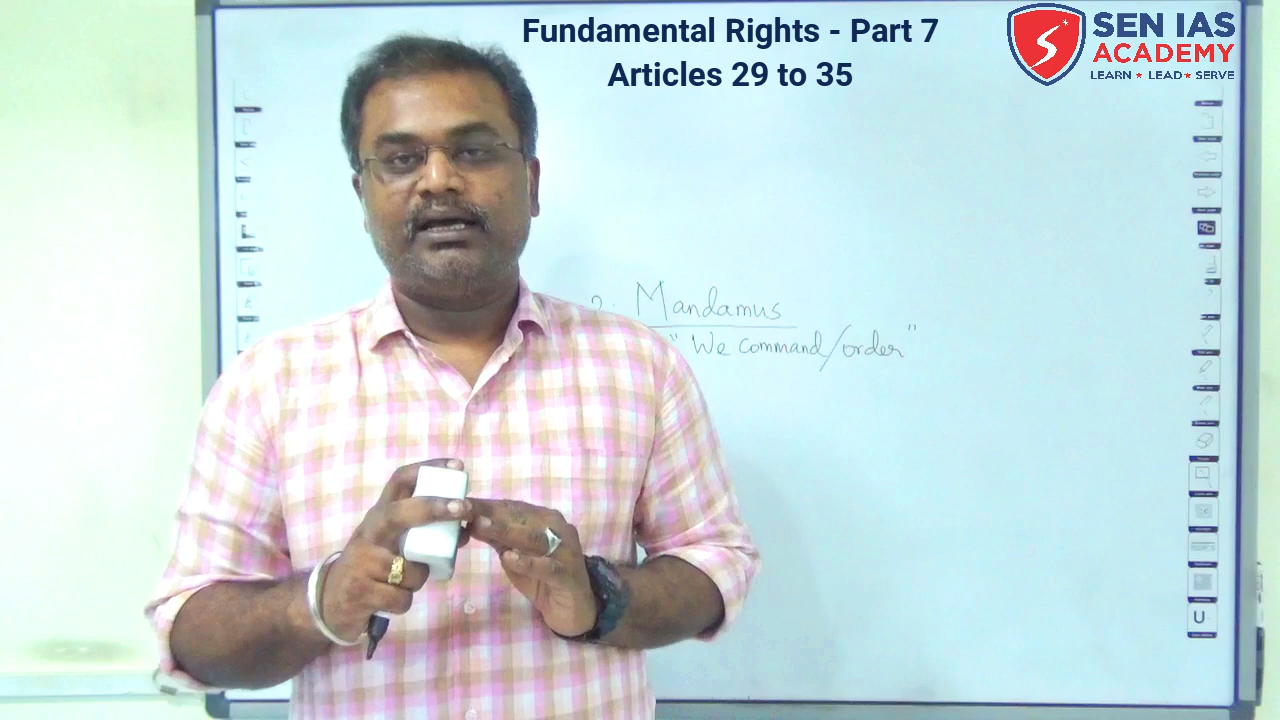 Fundamental Rights - Part 7
Articles 29 to 35
SEN IAS
ACADEMY
LEARN ★ LEAD ★ SERVE
2. Mandamus
"We command/order"
U